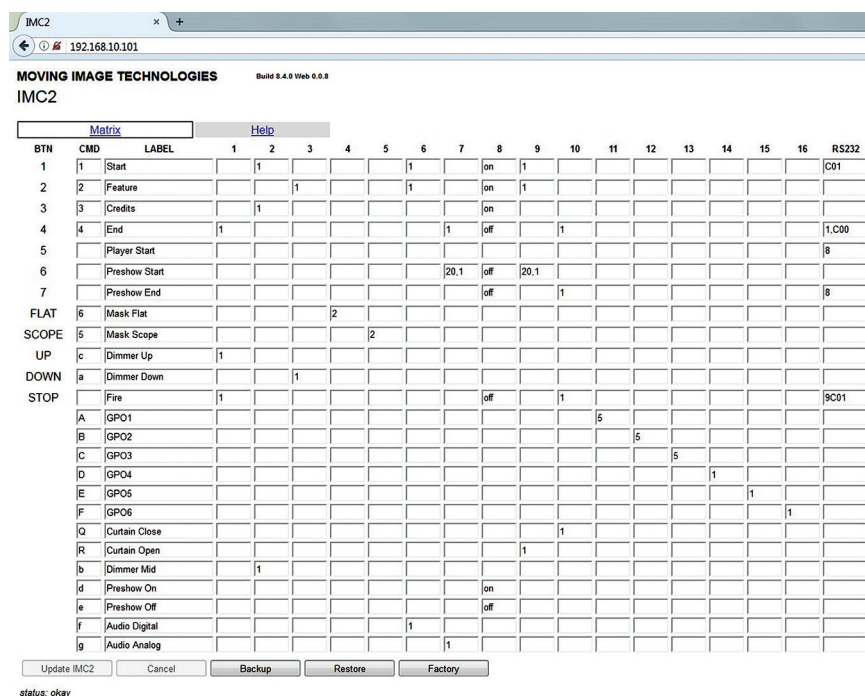 IMC2 × +
192.168.10.101
MOVING IMAGE TECHNOLOGIES Build 8.4.0 Web 0.0.8
IMC2
Matrix Help
BTN CMD LABEL 1 2 3 4 5 6 7 8 9 10 11 12 13 14 15 16 RS232
1 1 Start 1 1 on 1 C01
2 2 Feature 1 1 on 1
3 3 Credits 1 on
4 4 End 1 1 off 1 1,C00
5 Player Start 8
6 Preshow Start 20,1 off 20,1
7 Preshow End off 1 8
FLAT 6 Mask Flat 2
SCOPE 5 Mask Scope 2
UP c Dimmer Up 1
DOWN a Dimmer Down 1
STOP Fire 1 off 1 9C01
A GPO1 5
B GPO2 5
C GPO3 5
D GPO4 1
E GPO5 1
F GPO6 1
Q Curtain Close 1
R Curtain Open 1
b Dimmer Mid 1
d Preshow On on
e Preshow Off off
f Audio Digital 1
g Audio Analog 1
Update IMC2 Cancel Backup Restore Factory
status: okay